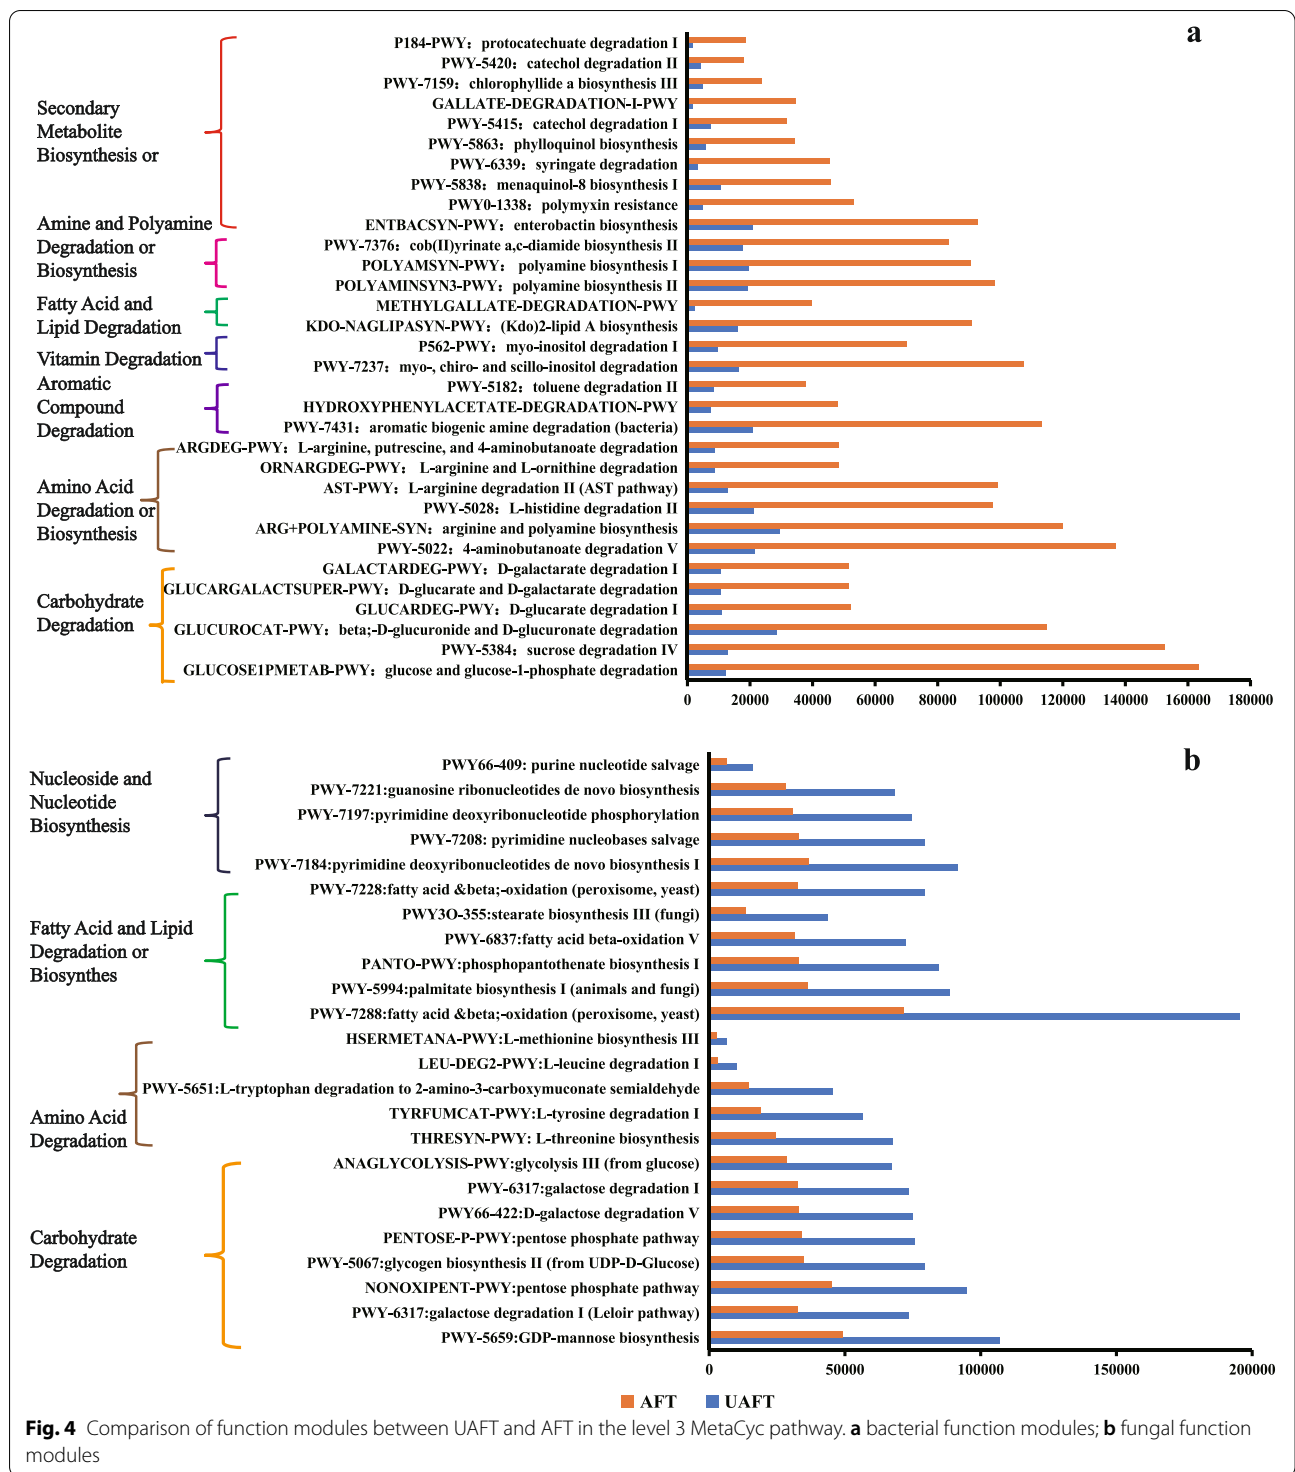 a
P184-PWY: protocatechuate degradation I
PWY-5420: catechol degradation II
PWY-7159: chlorophyllide a biosynthesis III
GALLATE-DEGRADATION-I-PWY
PWY-5415: catechol degradation I
PWY-5863: phylloquinol biosynthesis
PWY-6339: syringate degradation
PWY-5838: menaquinol-8 biosynthesis I
PWY0-1338: polymyxin resistance
ENTBACSYN-PWY: enterobactin biosynthesis
PWY-7376: cob(II)yrinate a,c-diamide biosynthesis II
POLYAMSYN-PWY: polyamine biosynthesis I
POLYAMINSYN3-PWY: polyamine biosynthesis II
METHYLGALLATE-DEGRADATION-PWY
KDO-NAGLIPASYN-PWY: (Kdo)2-lipid A biosynthesis
P562-PWY: myo-inositol degradation I
PWY-7237: myo-, chiro- and scillo-inositol degradation
PWY-5182: toluene degradation II
HYDROXYPHENYLACETATE-DEGRADATION-PWY
PWY-7431: aromatic biogenic amine degradation (bacteria)
ARGDEG-PWY: L-arginine, putrescine, and 4-aminobutanoate degradation
ORNARGDEG-PWY: L-arginine and L-ornithine degradation
AST-PWY: L-arginine degradation II (AST pathway)
PWY-5028: L-histidine degradation II
ARG+POLYAMINE-SYN: arginine and polyamine biosynthesis
PWY-5022: 4-aminobutanoate degradation V
GALACTARDEG-PWY: D-galactarate degradation I
GLUCARGALACTSUPER-PWY: D-glucarate and D-galactarate degradation
GLUCARDEG-PWY: D-glucarate degradation I
GLUCUROCAT-PWY: beta;-D-glucuronide and D-glucuronate degradation
PWY-5384: sucrose degradation IV
GLUCOSE1PMETAB-PWY: glucose and glucose-1-phosphate degradation
Secondary
Metabolite
Biosynthesis or
Amine and Polyamine
Degradation or
Biosynthesis
Fatty Acid and
Lipid Degradation
Vitamin Degradation
Aromatic
Compound
Degradation
Amino Acid
Degradation or
Biosynthesis
Carbohydrate
Degradation
0 20000 40000 60000 80000 100000 120000 140000 160000 180000
b
PWY66-409: purine nucleotide salvage
PWY-7221:guanosine ribonucleotides de novo biosynthesis
PWY-7197:pyrimidine deoxyribonucleotide phosphorylation
PWY-7208: pyrimidine nucleobases salvage
PWY-7184:pyrimidine deoxyribonucleotides de novo biosynthesis I
PWY-7228:fatty acid &beta;-oxidation (peroxisome, yeast)
PWY3O-355:stearate biosynthesis III (fungi)
PWY-6837:fatty acid beta-oxidation V
PANTO-PWY:phosphopantothenate biosynthesis I
PWY-5994:palmitate biosynthesis I (animals and fungi)
PWY-7288:fatty acid &beta;-oxidation (peroxisome, yeast)
HSERMETANA-PWY:L-methionine biosynthesis III
LEU-DEG2-PWY:L-leucine degradation I
PWY-5651:L-tryptophan degradation to 2-amino-3-carboxymuconate semialdehyde
TYRFUMCAT-PWY:L-tyrosine degradation I
THRESYN-PWY: L-threonine biosynthesis
ANAGLYCOLYSIS-PWY:glycolysis III (from glucose)
PWY-6317:galactose degradation I
PWY66-422:D-galactose degradation V
PENTOSE-P-PWY:pentose phosphate pathway
PWY-5067:glycogen biosynthesis II (from UDP-D-Glucose)
NONOXIPENT-PWY:pentose phosphate pathway
PWY-6317:galactose degradation I (Leloir pathway)
PWY-5659:GDP-mannose biosynthesis
Nucleoside and
Nucleotide
Biosynthesis
Fatty Acid and Lipid
Degradation or
Biosynthes
Amino Acid
Degradation
Carbohydrate
Degradation
0 50000 100000 150000 200000
AFT UAFT
Fig. 4 Comparison of function modules between UAFT and AFT in the level 3 MetaCyc pathway. a bacterial function modules; b fungal function
modules